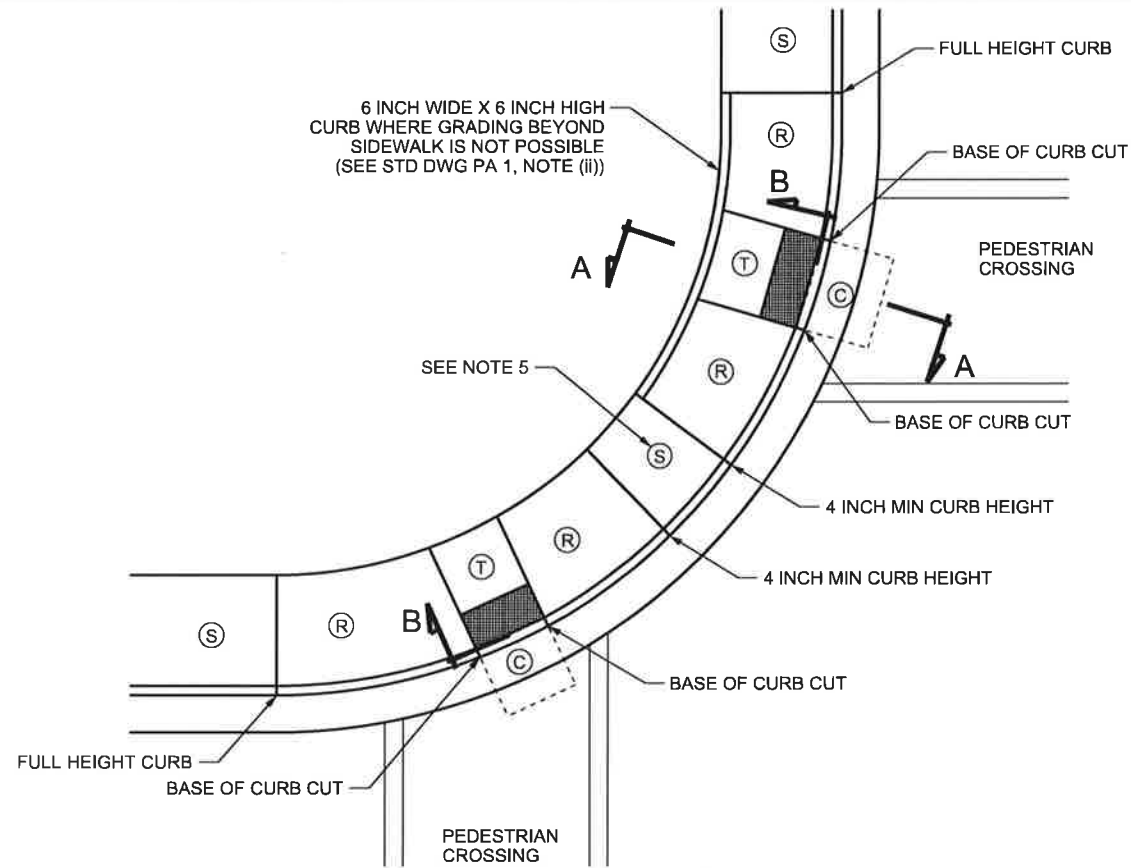 S
FULL HEIGHT CURB
6 INCH WIDE X 6 INCH HIGH
CURB WHERE GRADING BEYOND
SIDEWALK IS NOT POSSIBLE
(SEE STD DWG PA 1, NOTE (ii))
R
BASE OF CURB CUT
B
PEDESTRIAN
CROSSING
A
T
C
A
SEE NOTE 5
R
BASE OF CURB CUT
S
4 INCH MIN CURB HEIGHT
R
T
4 INCH MIN CURB HEIGHT
S
R
B
C
BASE OF CURB CUT
FULL HEIGHT CURB
BASE OF CURB CUT
PEDESTRIAN
CROSSING